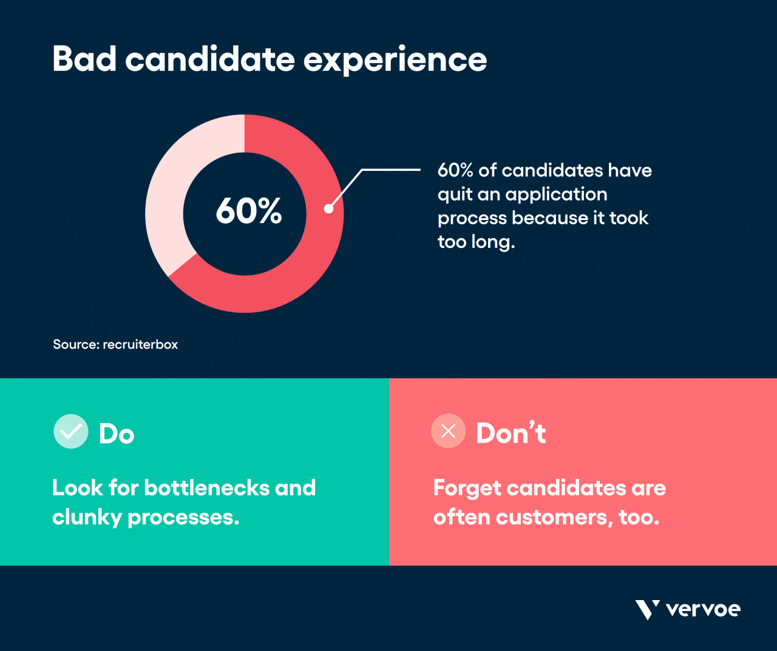 Bad candidate experience
60%
60% of candidates have
quit an application
process because it took
too long.
Source: recruiterbox
Do
Look for bottlenecks and
clunky processes.
Don't
Forget candidates are
often customers, too.
vervoe